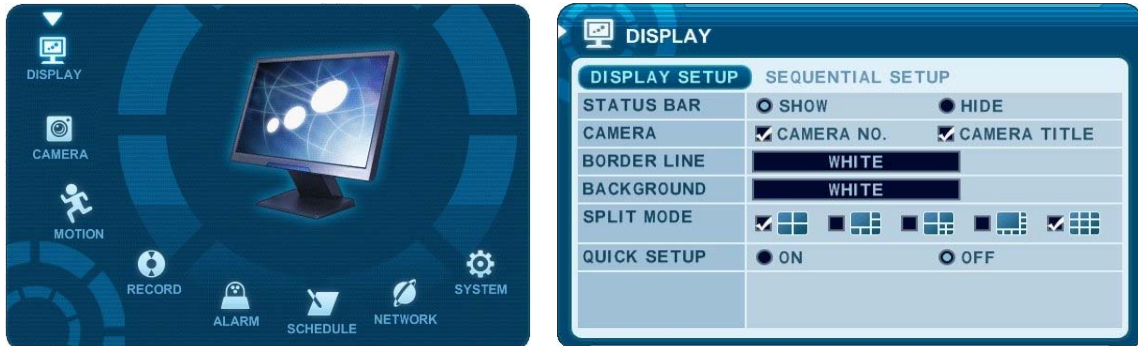 DISPLAY
CAMERA
MOTION
RECORD
ALARM
SCHEDULE
NETWORK
SYSTEM
DISPLAY
DISPLAY SETUP SEQUENTIAL SETUP
STATUS BAR SHOW HIDE
CAMERA CAMERA NO. CAMERA TITLE
BORDER LINE WHITE
BACKGROUND WHITE
SPLIT MODE
QUICK SETUP ON OFF